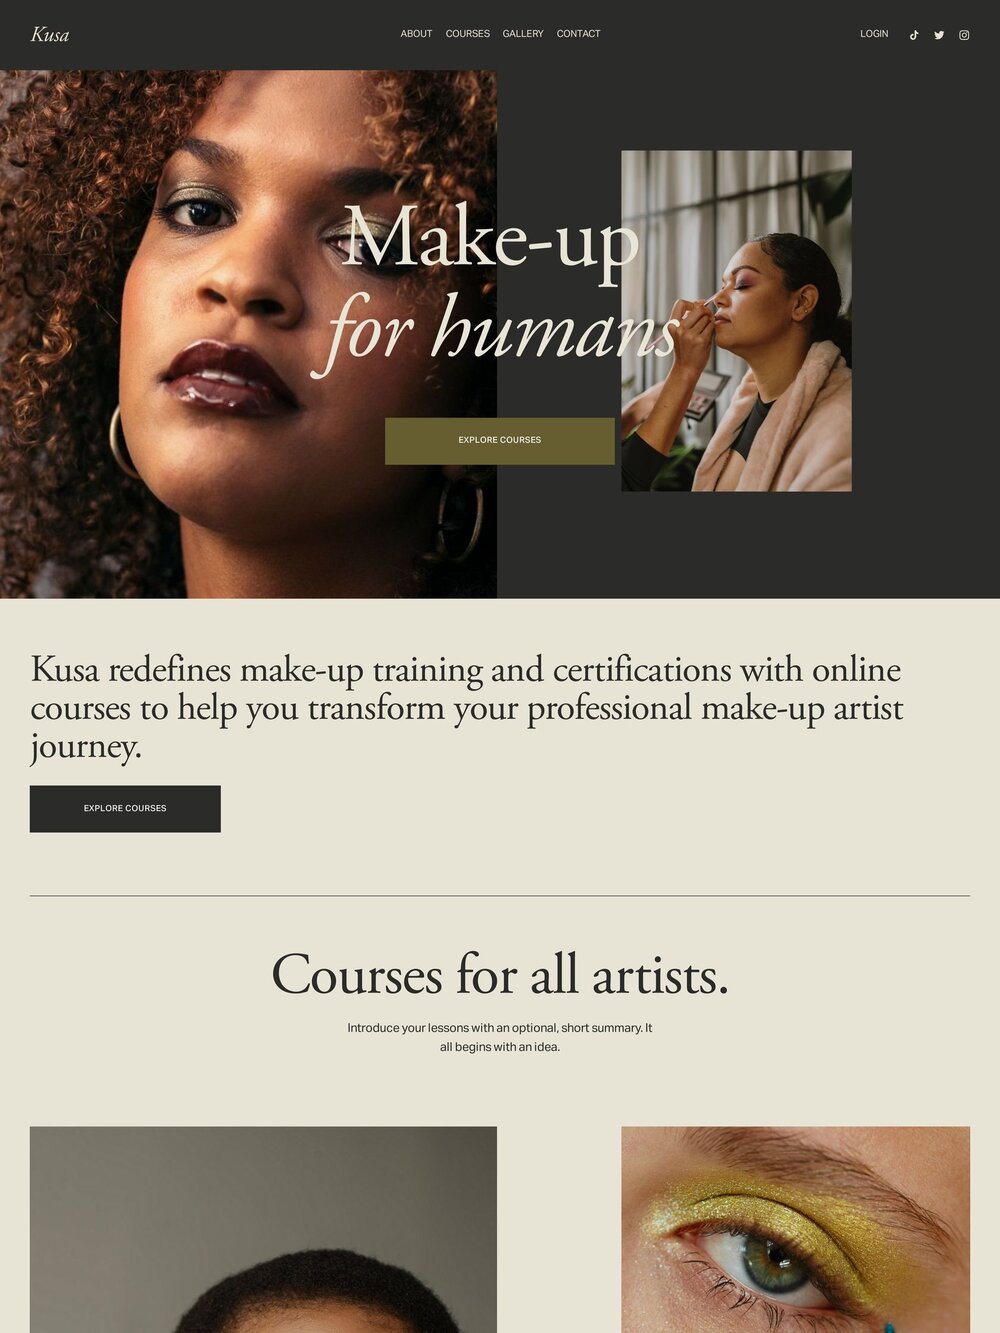 Kusa
ABOUT COURSES GALLERY CONTACT
LOGIN
Make-up
for humans
EXPLORE COURSES
Kusa redefines make-up training and certifications with online
courses to help you transform your professional make-up artist
journey.
EXPLORE COURSES
Courses for all artists.
Introduce your lessons with an optional, short summary. It
all begins with an idea.